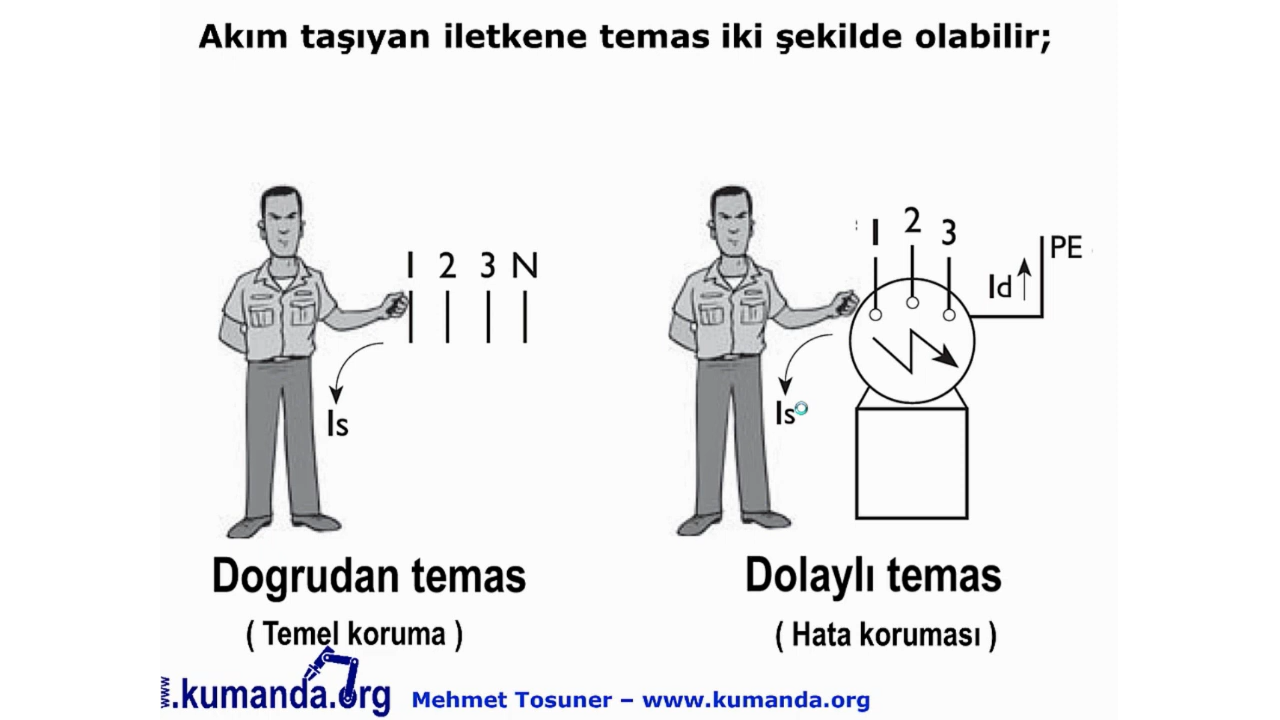 Akım taşıyan iletkene temas iki şekilde olabilir;
1 2 3 N
Is
1 2 3
PE
Id
Is
Dogrudan temas
( Temel koruma )
Dolaylı temas
( Hata koruması )
www.kumanda.org
Mehmet Tosuner – www.kumanda.org